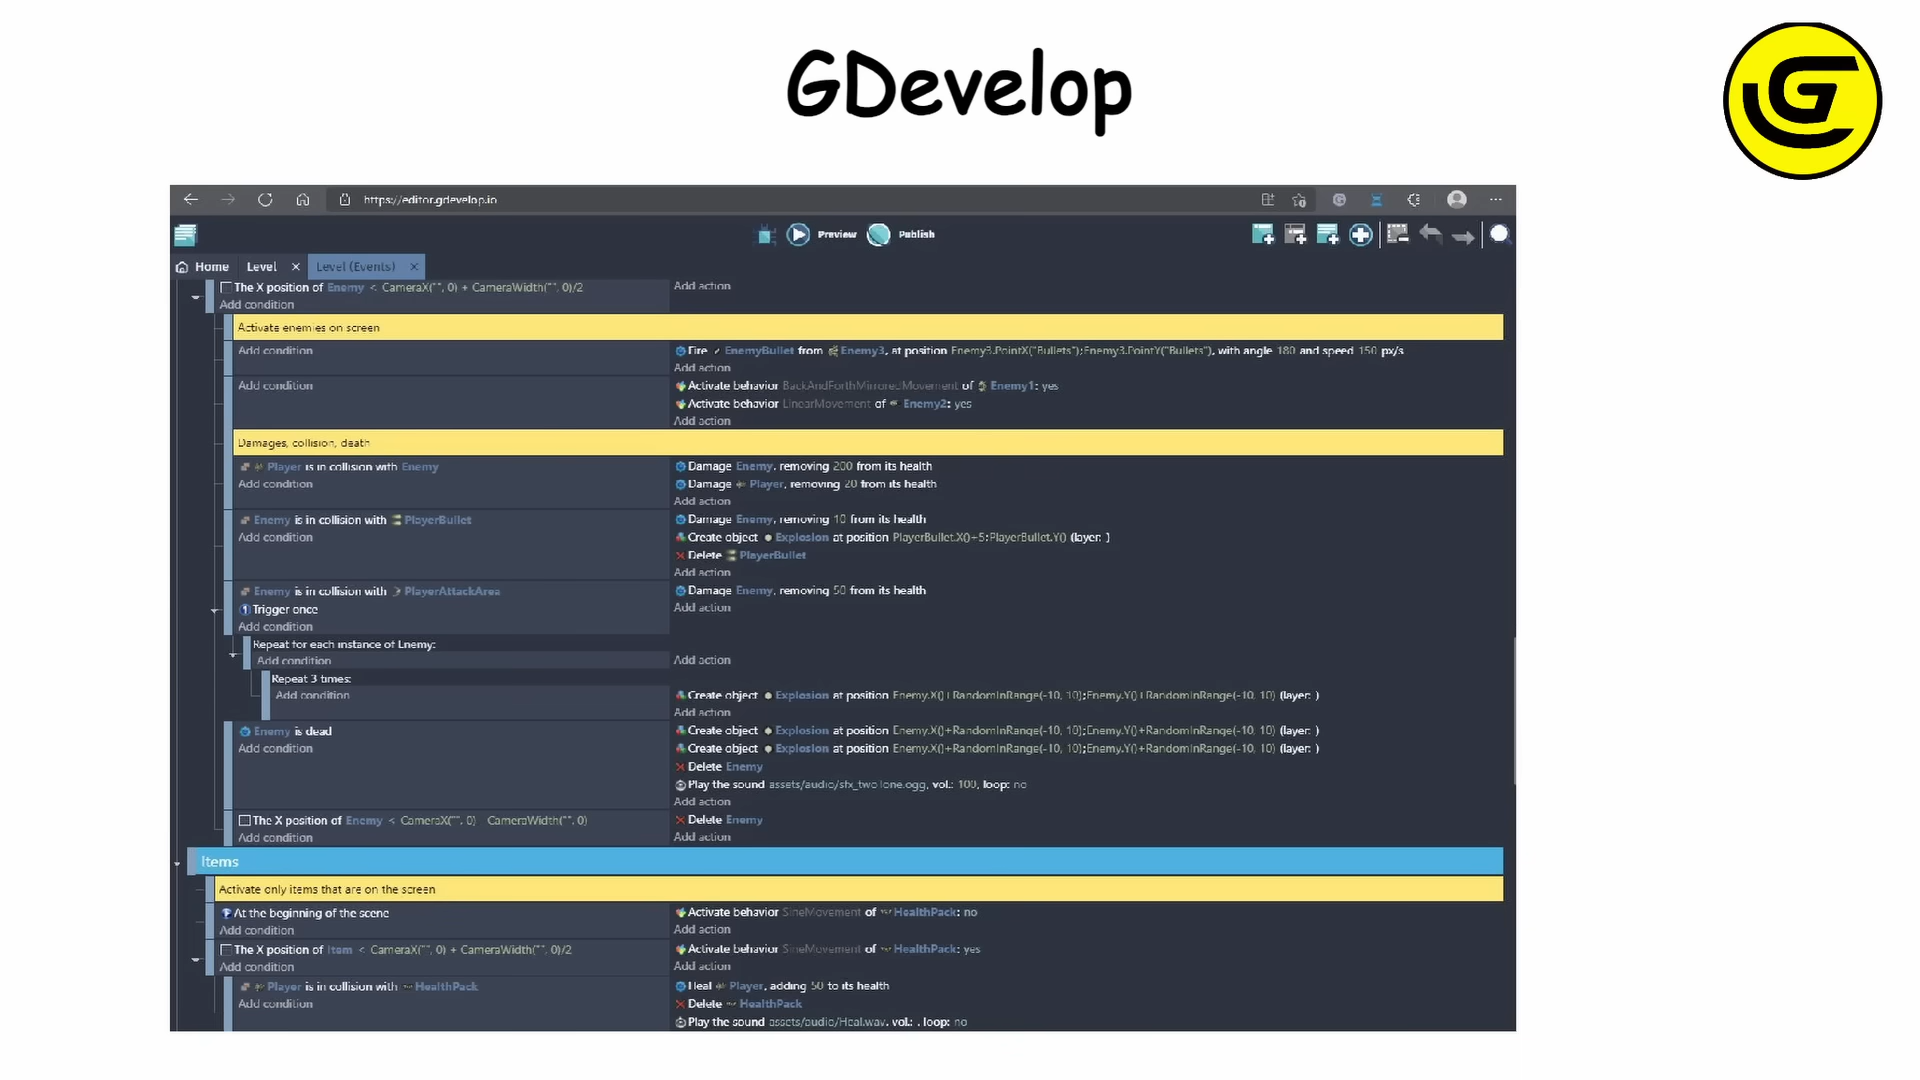 GDevelop
https://editor.gdevelop.io
Preview Publish
Home Level × Level (Events) ×
The X position of Enemy < CameraX("", 0) + CameraWidth("", 0)/2
Add action
Add condition
Activate enemies on screen
Add condition
Fire EnemyBullet from Enemy3, at position Enemy3.PointX("Bullets");Enemy3.PointY("Bullets"), with angle 180 and speed 150 px/s
Add action
Add condition
Activate behavior BackAndForthMirroredMovement of Enemy1: yes
Activate behavior LinearMovement of Enemy2: yes
Add action
Damages, collision, death
Player is in collision with Enemy
Add condition
Damage Enemy, removing 200 from its health
Damage Player, removing 20 from its health
Add action
Enemy is in collision with PlayerBullet
Add condition
Damage Enemy, removing 10 from its health
Create object Explosion at position PlayerBullet.X()+5;PlayerBullet.Y() (layer: )
Delete PlayerBullet
Add action
Enemy is in collision with PlayerAttackArea
Trigger once
Add condition
Damage Enemy, removing 50 from its health
Add action
Repeat for each instance of Enemy:
Add condition
Add action
Repeat 3 times:
Add condition
Create object Explosion at position Enemy.X()+RandomInRange(-10, 10);Enemy.Y()+RandomInRange(-10, 10) (layer: )
Add action
Enemy is dead
Add condition
Create object Explosion at position Enemy.X()+RandomInRange(-10, 10);Enemy.Y()+RandomInRange(-10, 10) (layer: )
Create object Explosion at position Enemy.X()+RandomInRange(-10, 10);Enemy.Y()+RandomInRange(-10, 10) (layer: )
Delete Enemy
Play the sound assets/audio/sfx_twoTone.ogg, vol.: 100, loop: no
Add action
The X position of Enemy < CameraX("", 0) CameraWidth("", 0)
Add condition
Delete Enemy
Add action
Items
Activate only items that are on the screen
At the beginning of the scene
Add condition
Activate behavior SineMovement of HealthPack: no
Add action
The X position of Item < CameraX("", 0) + CameraWidth("", 0)/2
Add condition
Activate behavior SineMovement of HealthPack: yes
Add action
Player is in collision with HealthPack
Add condition
Heal Player, adding 50 to its health
Delete HealthPack
Play the sound assets/audio/Heal.wav, vol.: , loop: no